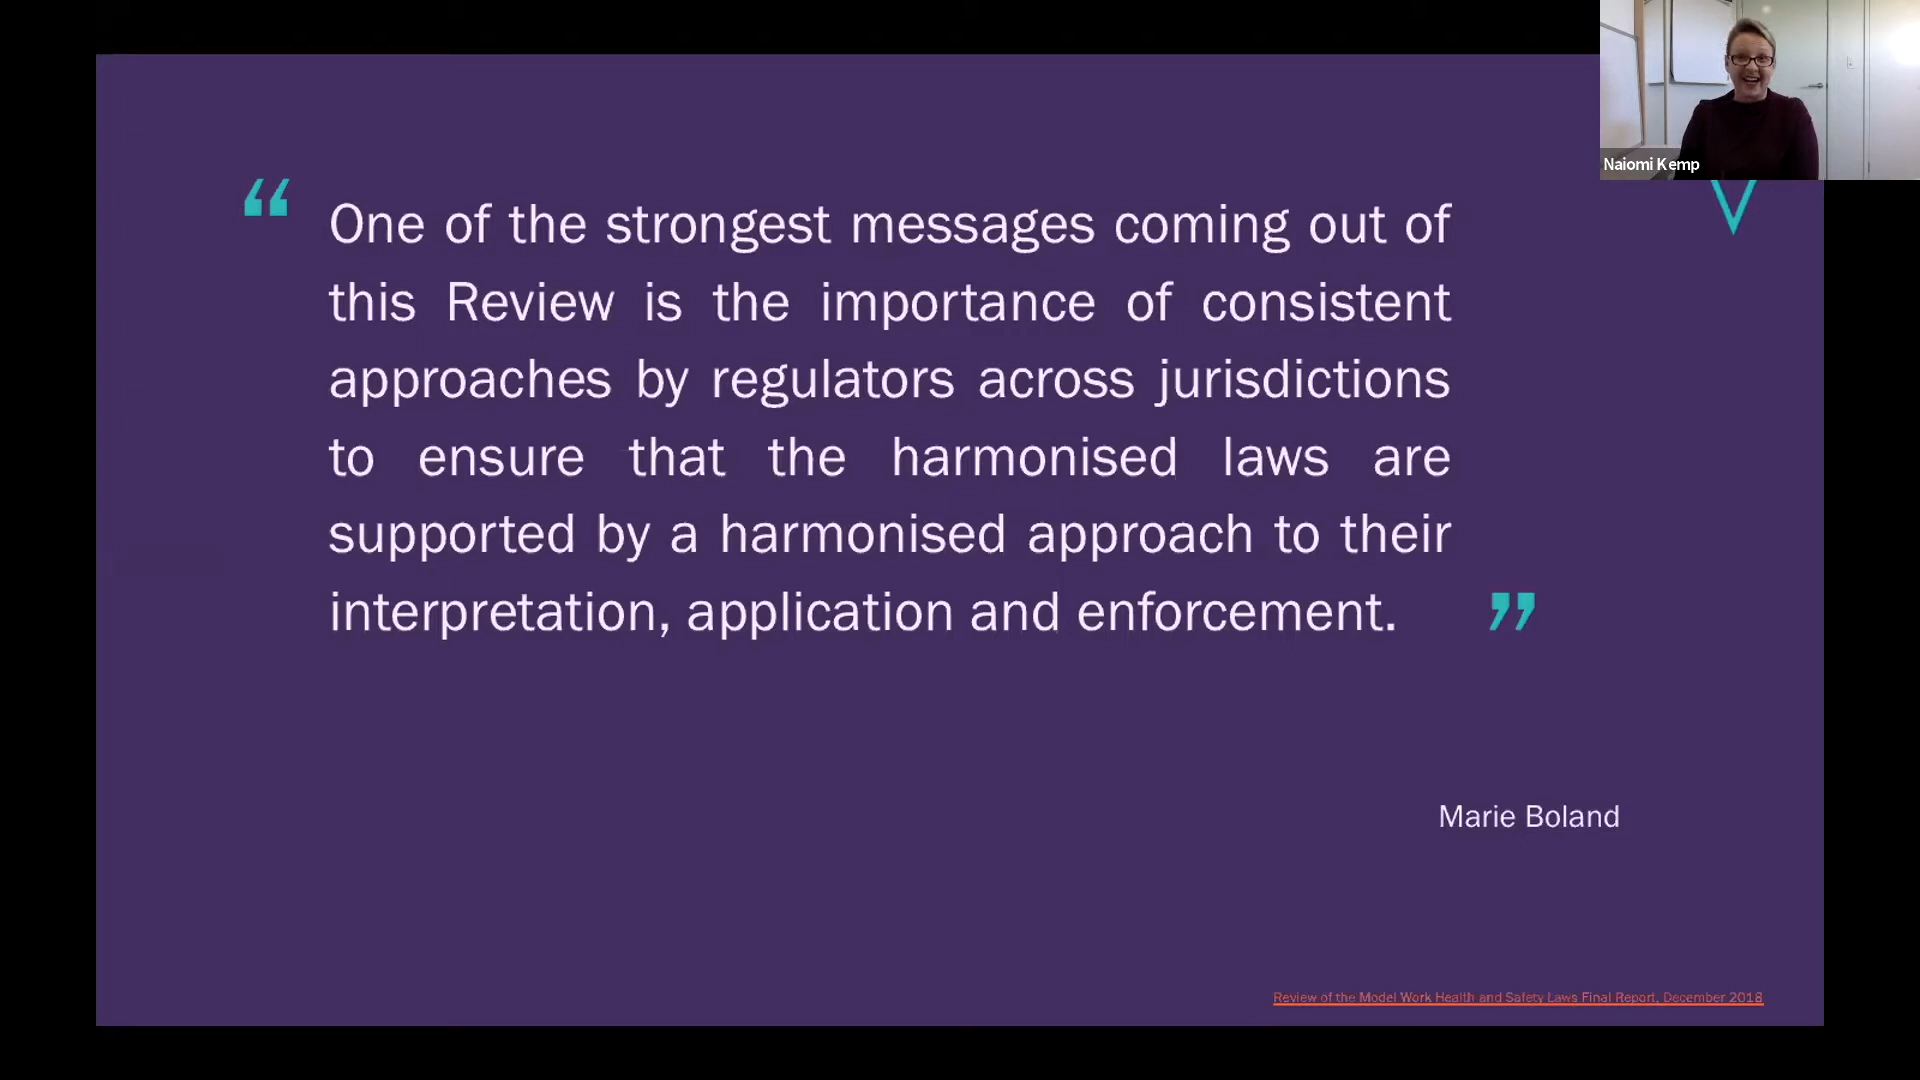 Naiomi Kemp
“ One of the strongest messages coming out of
this Review is the importance of consistent
approaches by regulators across jurisdictions
to ensure that the harmonised laws are
supported by a harmonised approach to their
interpretation, application and enforcement. ”
Marie Boland
Review of the Model Work Health and Safety Laws Final Report, December 2018